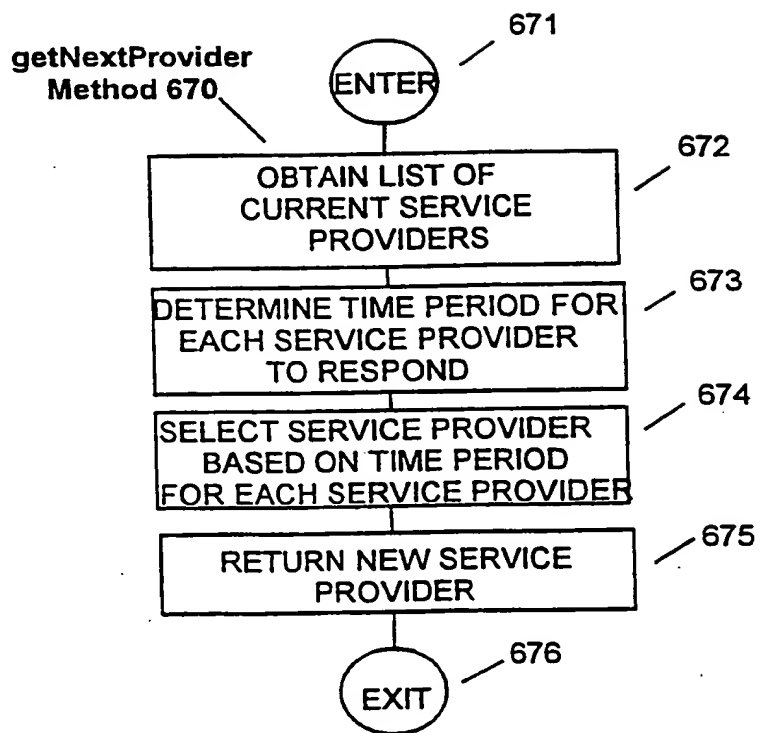 671
getNextProvider
Method 670
ENTER
672
OBTAIN LIST OF
CURRENT SERVICE
PROVIDERS
673
DETERMINE TIME PERIOD FOR
EACH SERVICE PROVIDER
TO RESPOND
674
SELECT SERVICE PROVIDER
BASED ON TIME PERIOD
FOR EACH SERVICE PROVIDER
675
RETURN NEW SERVICE
PROVIDER
676
EXIT